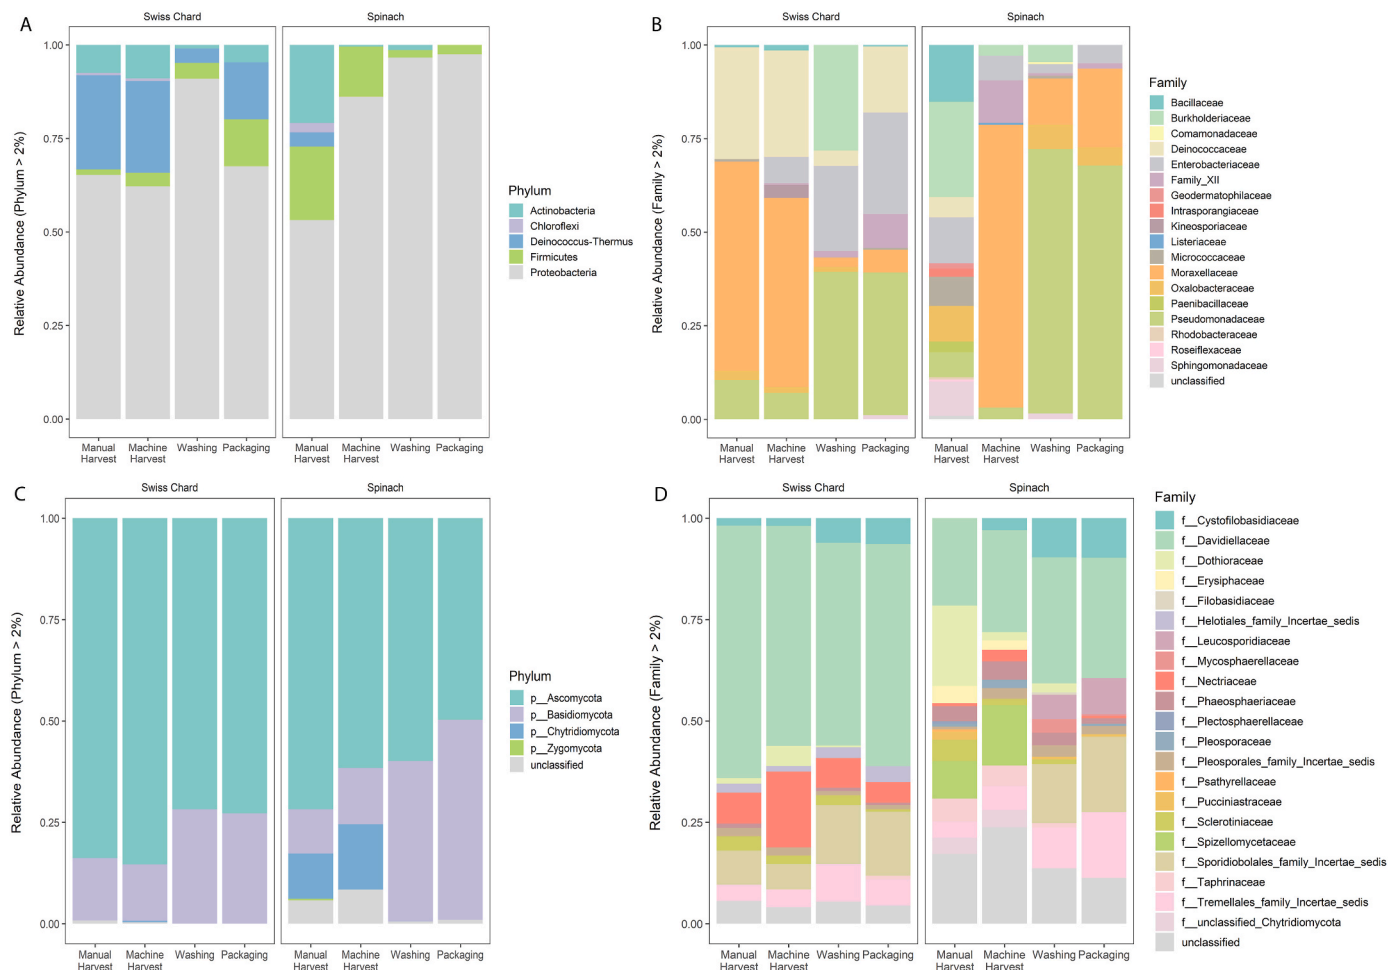 A
Swiss Chard
Spinach
Relative Abundance (Phylum > 2%)
1.00
0.75
0.50
0.25
0.00
Manual Harvest
Machine Harvest
Washing
Packaging
Manual Harvest
Machine Harvest
Washing
Packaging
Phylum
Actinobacteria
Chloroflexi
Deinococcus-Thermus
Firmicutes
Proteobacteria
B
Swiss Chard
Spinach
Relative Abundance (Family > 2%)
1.00
0.75
0.50
0.25
0.00
Manual Harvest
Machine Harvest
Washing
Packaging
Manual Harvest
Machine Harvest
Washing
Packaging
Family
Bacillaceae
Burkholderiaceae
Comamonadaceae
Deinococcaceae
Enterobacteriaceae
Family_XII
Geodermatophilaceae
Intrasporangiaceae
Kineosporiaceae
Listeriaceae
Micrococcaceae
Moraxellaceae
Oxalobacteraceae
Paenibacillaceae
Pseudomonadaceae
Rhodobacteraceae
Roseiflexaceae
Sphingomonadaceae
unclassified
C
Swiss Chard
Spinach
Relative Abundance (Phylum > 2%)
1.00
0.75
0.50
0.25
0.00
Manual Harvest
Machine Harvest
Washing
Packaging
Manual Harvest
Machine Harvest
Washing
Packaging
Phylum
p__Ascomycota
p__Basidiomycota
p__Chytridiomycota
p__Zygomycota
unclassified
D
Swiss Chard
Spinach
Relative Abundance (Family > 2%)
1.00
0.75
0.50
0.25
0.00
Manual Harvest
Machine Harvest
Washing
Packaging
Manual Harvest
Machine Harvest
Washing
Packaging
Family
f__Cystofilobasidiaceae
f__Davidiellaceae
f__Dothioraceae
f__Erysiphaceae
f__Filobasidiaceae
f__Helotiales_family_Incertae_sedis
f__Leucosporidiaceae
f__Mycosphaerellaceae
f__Nectriaceae
f__Phaeosphaeriaceae
f__Plectosphaerellaceae
f__Pleosporaceae
f__Pleosporales_family_Incertae_sedis
f__Psathyrellaceae
f__Pucciniastraceae
f__Sclerotiniaceae
f__Spizellomycetaceae
f__Sporidiobolales_family_Incertae_sedis
f__Taphrinaceae
f__Tremellales_family_Incertae_sedis
f__unclassified_Chytridiomycota
unclassified